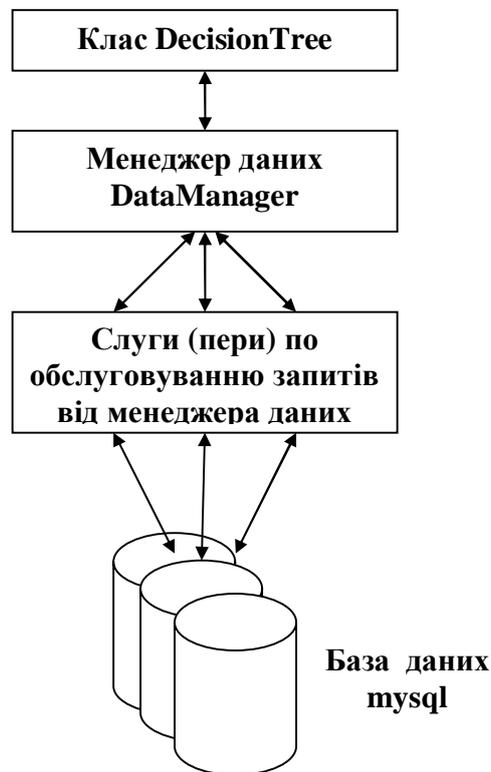 Клас DecisionTree
Менеджер даних
DataManager
Слуги (пери) по
обслуговуванню запитів
від менеджера даних
База даних
mysql